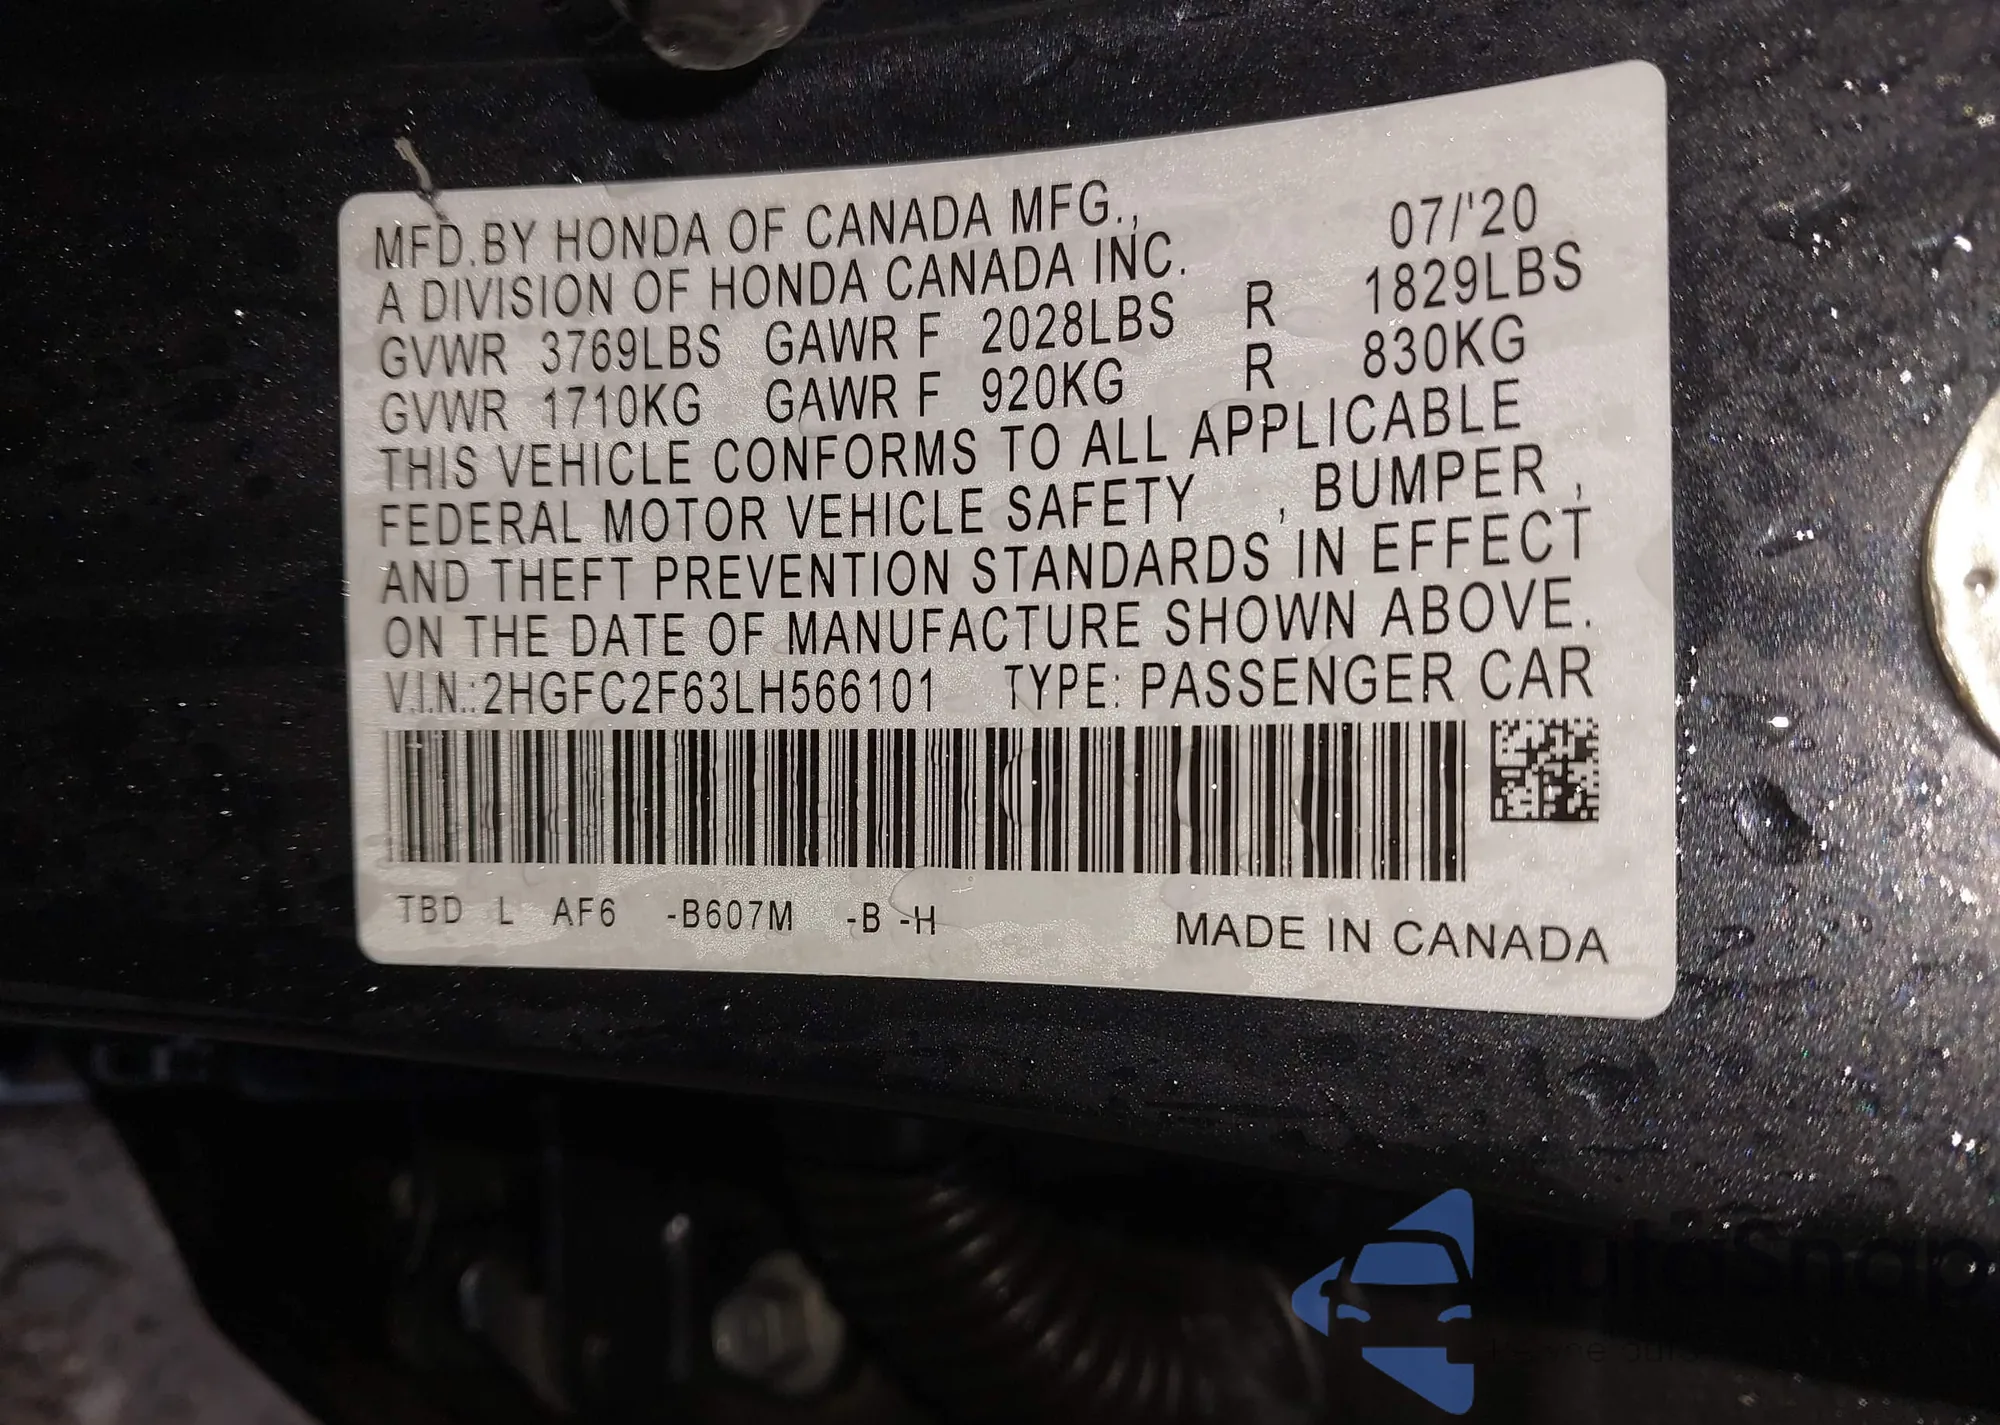 MFD.BY HONDA OF CANADA MFG., 07/'20
A DIVISION OF HONDA CANADA INC.
GVWR 3769LBS GAWR F 2028LBS R 1829LBS
GVWR 1710KG GAWR F 920KG R 830KG
THIS VEHICLE CONFORMS TO ALL APPLICABLE
FEDERAL MOTOR VEHICLE SAFETY , BUMPER ,
AND THEFT PREVENTION STANDARDS IN EFFECT
ON THE DATE OF MANUFACTURE SHOWN ABOVE.
V.I.N.:2HGFC2F63LH566101 TYPE: PASSENGER CAR
TBD L AF6 -B607M -B -H MADE IN CANADA
autoSnap